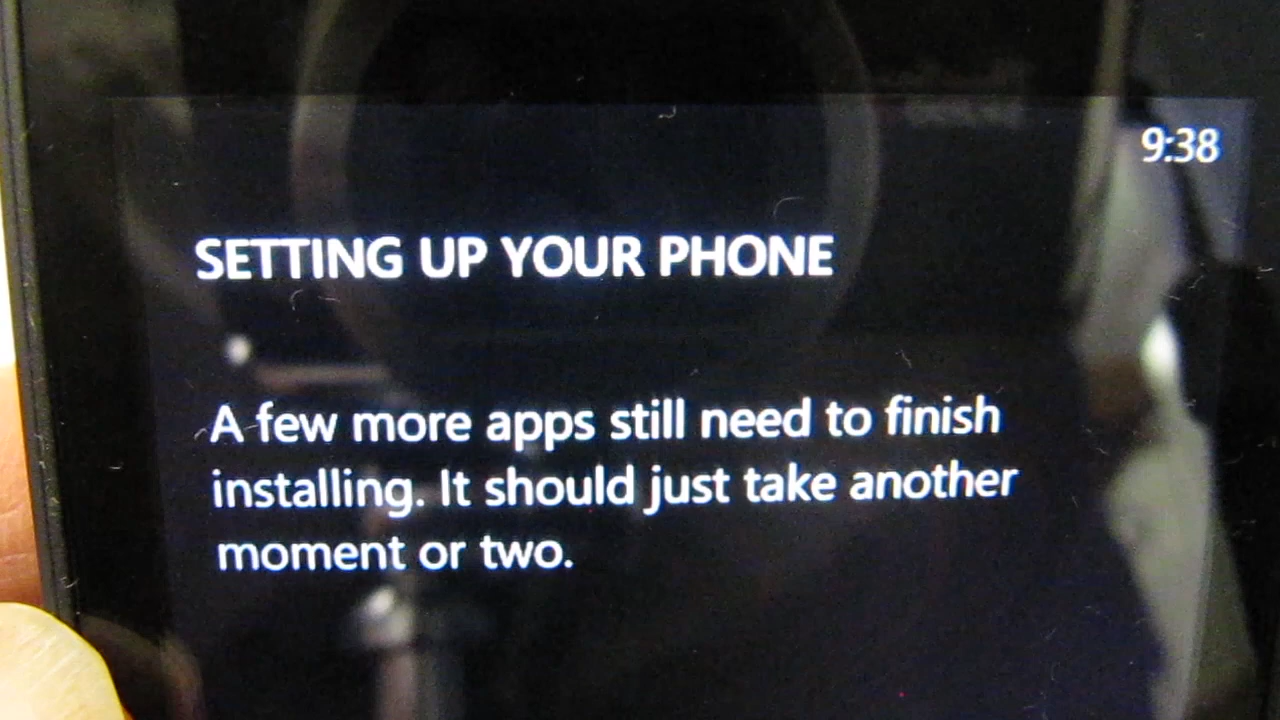 9:38
SETTING UP YOUR PHONE
A few more apps still need to finish
installing. It should just take another
moment or two.